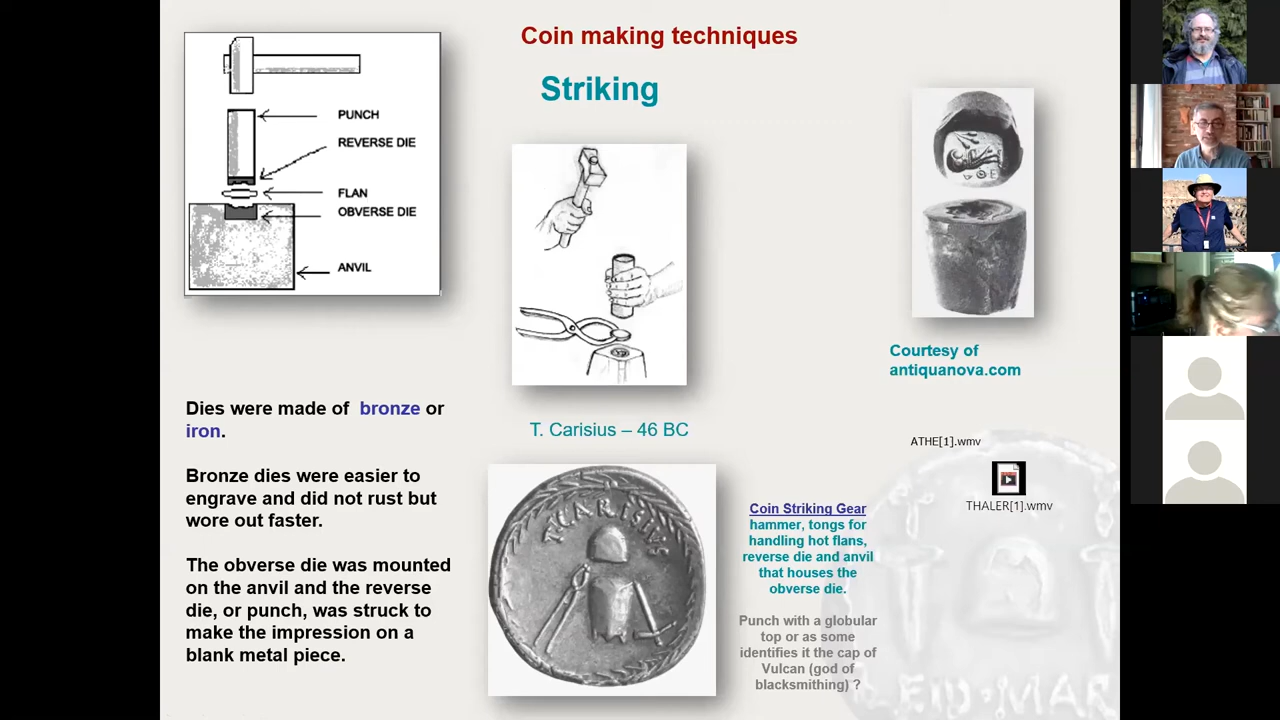 Coin making techniques
Striking
PUNCH
REVERSE DIE
FLAN
OBVERSE DIE
ANVIL
Courtesy of
antiquanova.com
Dies were made of bronze or
iron.
Bronze dies were easier to
engrave and did not rust but
wore out faster.
The obverse die was mounted
on the anvil and the reverse
die, or punch, was struck to
make the impression on a
blank metal piece.
T. Carisius – 46 BC
T·CARISIVS
ATHE[1].wmv
THALER[1].wmv
Coin Striking Gear
hammer, tongs for
handling hot flans,
reverse die and anvil
that houses the
obverse die.
Punch with a globular
top or as some
identifies it the cap of
Vulcan (god of
blacksmithing) ?
EID·MAR